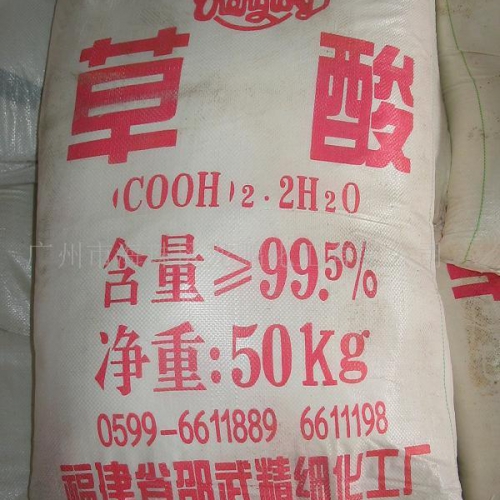 草酸
(COOH)2·2H2O
含量≥99.5%
净重:50Kg
0599-6611889 6611198
福建省邵武精细化工厂